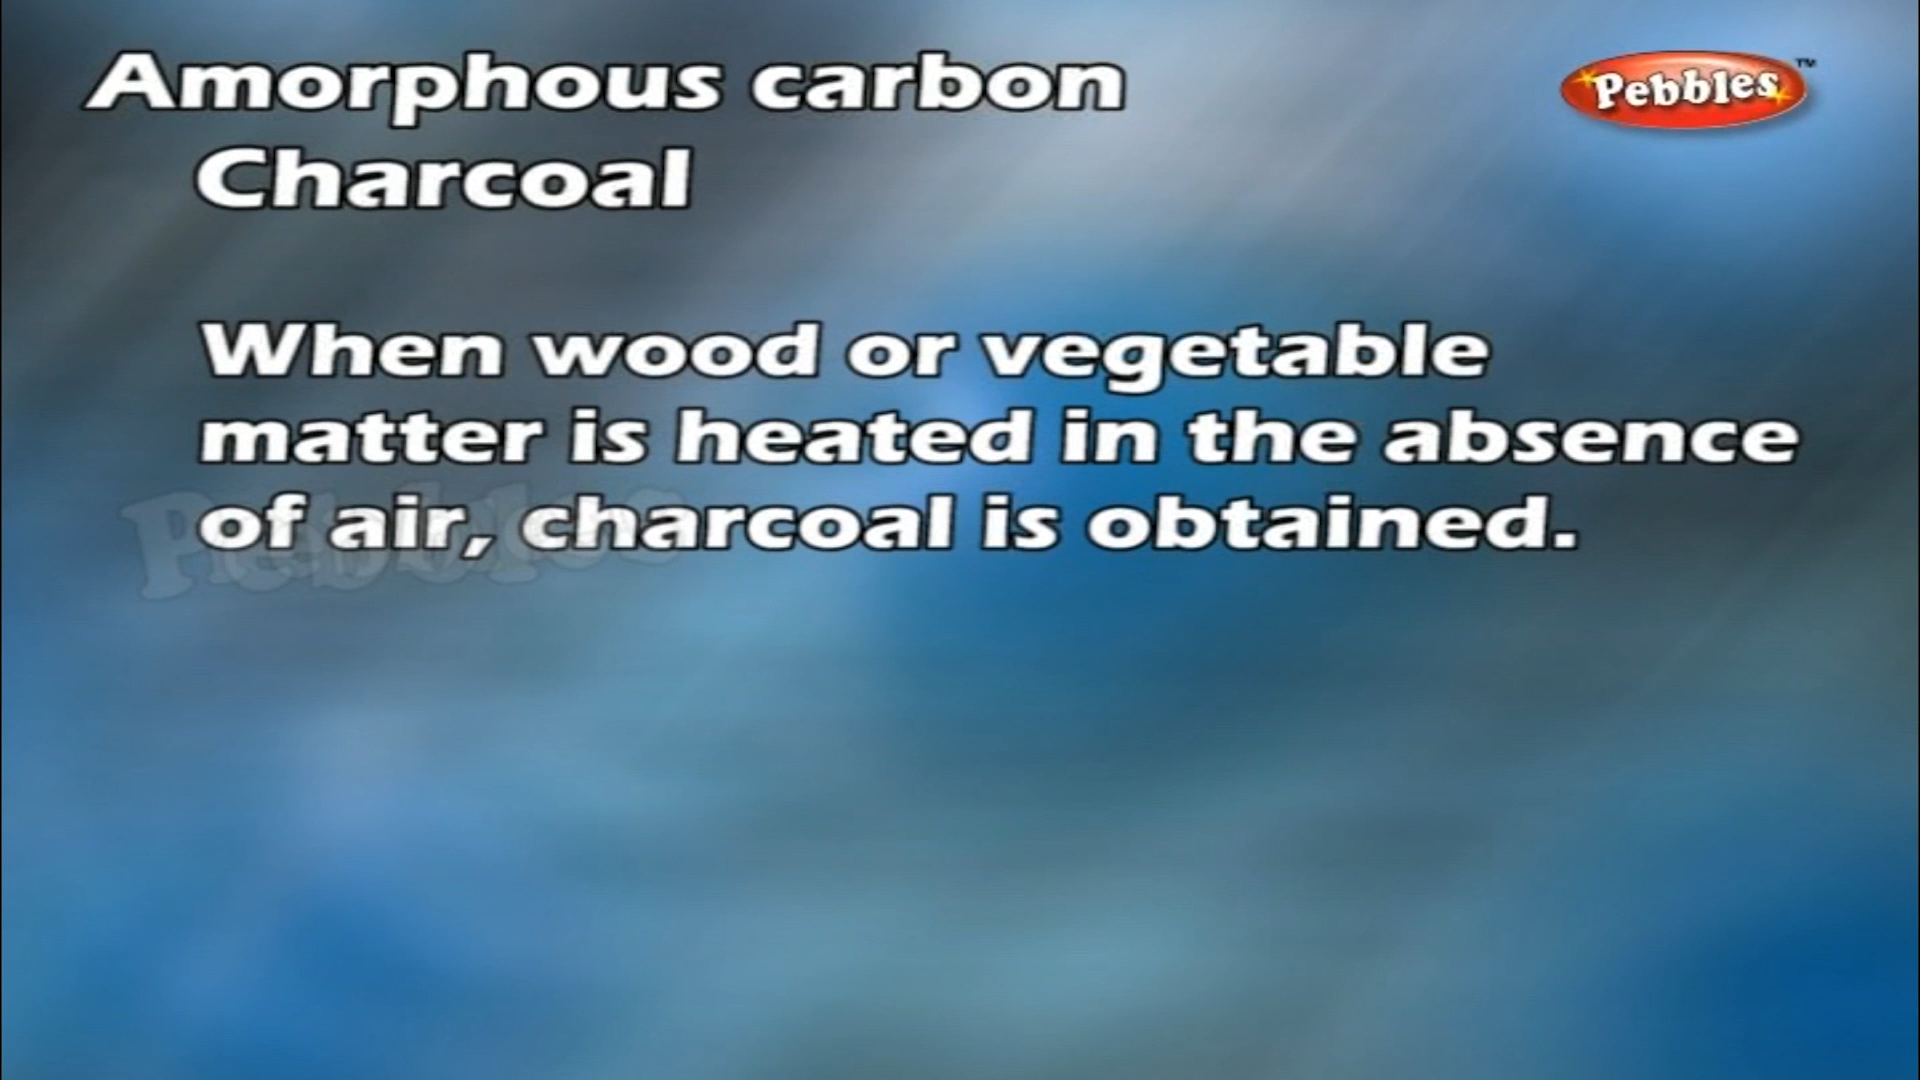 Amorphous carbon
Pebbles™
Charcoal
When wood or vegetable
matter is heated in the absence
of air, charcoal is obtained.
Pebbles